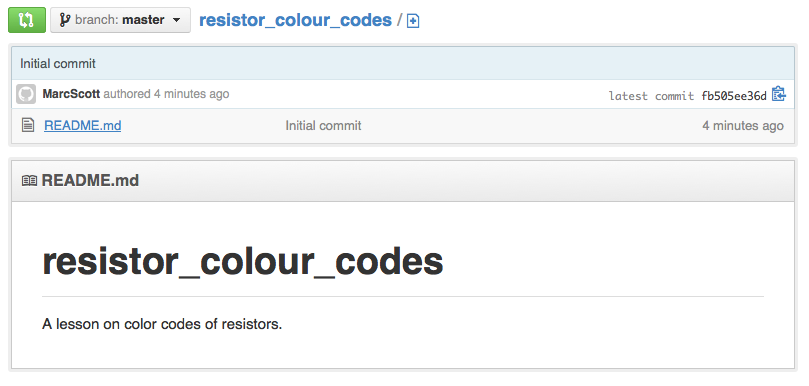 branch: master resistor_colour_codes /
Initial commit
MarcScott authored 4 minutes ago latest commit fb505ee36d
README.md Initial commit 4 minutes ago
README.md
resistor_colour_codes
A lesson on color codes of resistors.